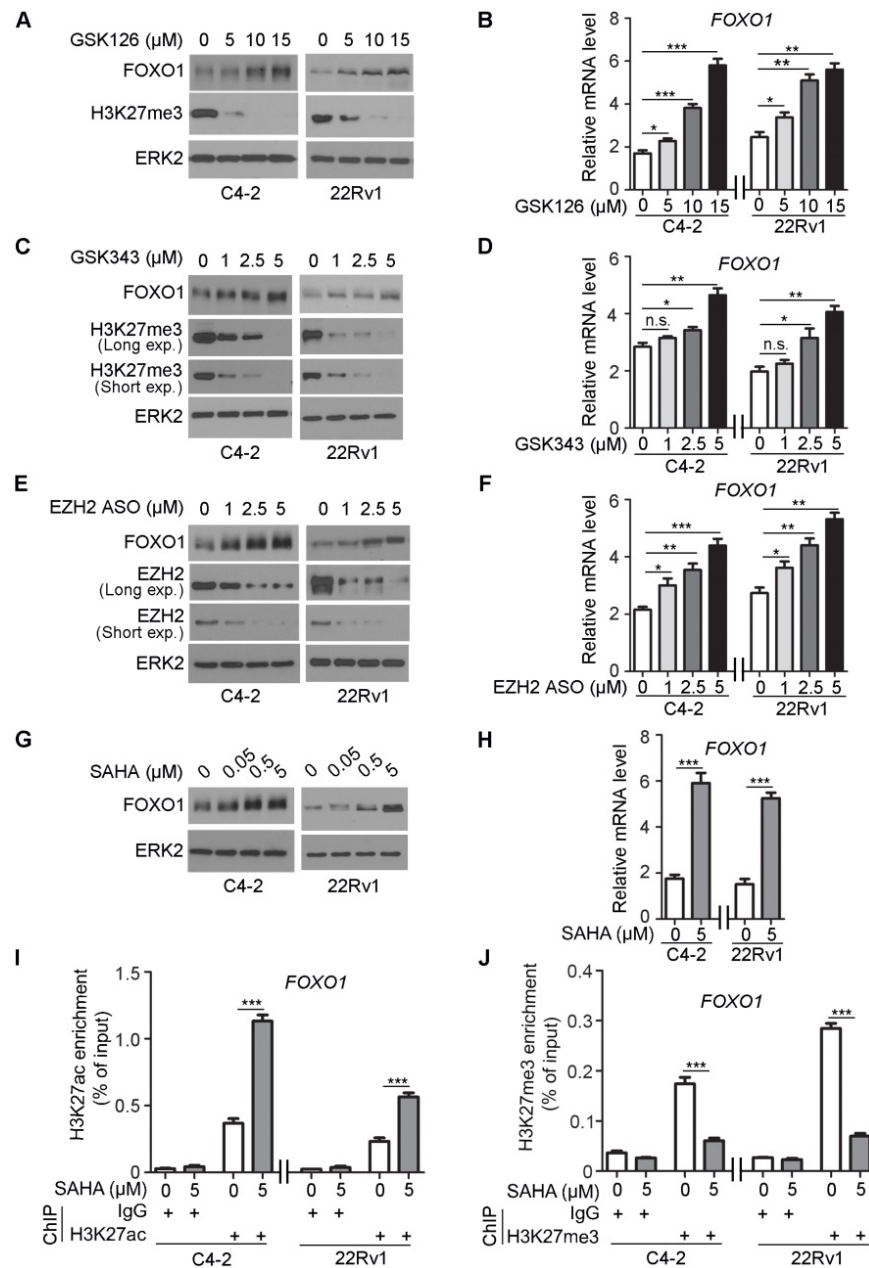 A
GSK126 (µM) 0 5 10 15 0 5 10 15
FOXO1
H3K27me3
ERK2
C4-2 22Rv1
B
FOXO1
Relative mRNA level
8
6
4
2
0
* *** *** * ** **
GSK126 (µM) 0 5 10 15 0 5 10 15
C4-2 22Rv1
C
GSK343 (µM) 0 1 2.5 5 0 1 2.5 5
FOXO1
H3K27me3
(Long exp.)
H3K27me3
(Short exp.)
ERK2
C4-2 22Rv1
D
FOXO1
Relative mRNA level
6
4
2
0
n.s. * ** n.s. * **
GSK343 (µM) 0 1 2.5 5 0 1 2.5 5
C4-2 22Rv1
E
EZH2 ASO (µM) 0 1 2.5 5 0 1 2.5 5
FOXO1
EZH2
(Long exp.)
EZH2
(Short exp.)
ERK2
C4-2 22Rv1
F
FOXO1
Relative mRNA level
6
4
2
0
* ** *** * ** **
EZH2 ASO (µM) 0 1 2.5 5 0 1 2.5 5
C4-2 22Rv1
G
SAHA (µM) 0 0.05 0.5 5 0 0.05 0.5 5
FOXO1
ERK2
C4-2 22Rv1
H
FOXO1
Relative mRNA level
8
6
4
2
0
*** ***
SAHA (µM) 0 5 0 5
C4-2 22Rv1
I
FOXO1
H3K27ac enrichment
(% of input)
1.5
1.0
0.5
0
*** ***
SAHA (µM) 0 5 0 5 0 5 0 5
ChIP
IgG + + + +
H3K27ac + + + +
C4-2 22Rv1
J
FOXO1
H3K27me3 enrichment
(% of input)
0.4
0.3
0.2
0.1
0
*** ***
SAHA (µM) 0 5 0 5 0 5 0 5
ChIP
IgG + + + +
H3K27me3 + + + +
C4-2 22Rv1